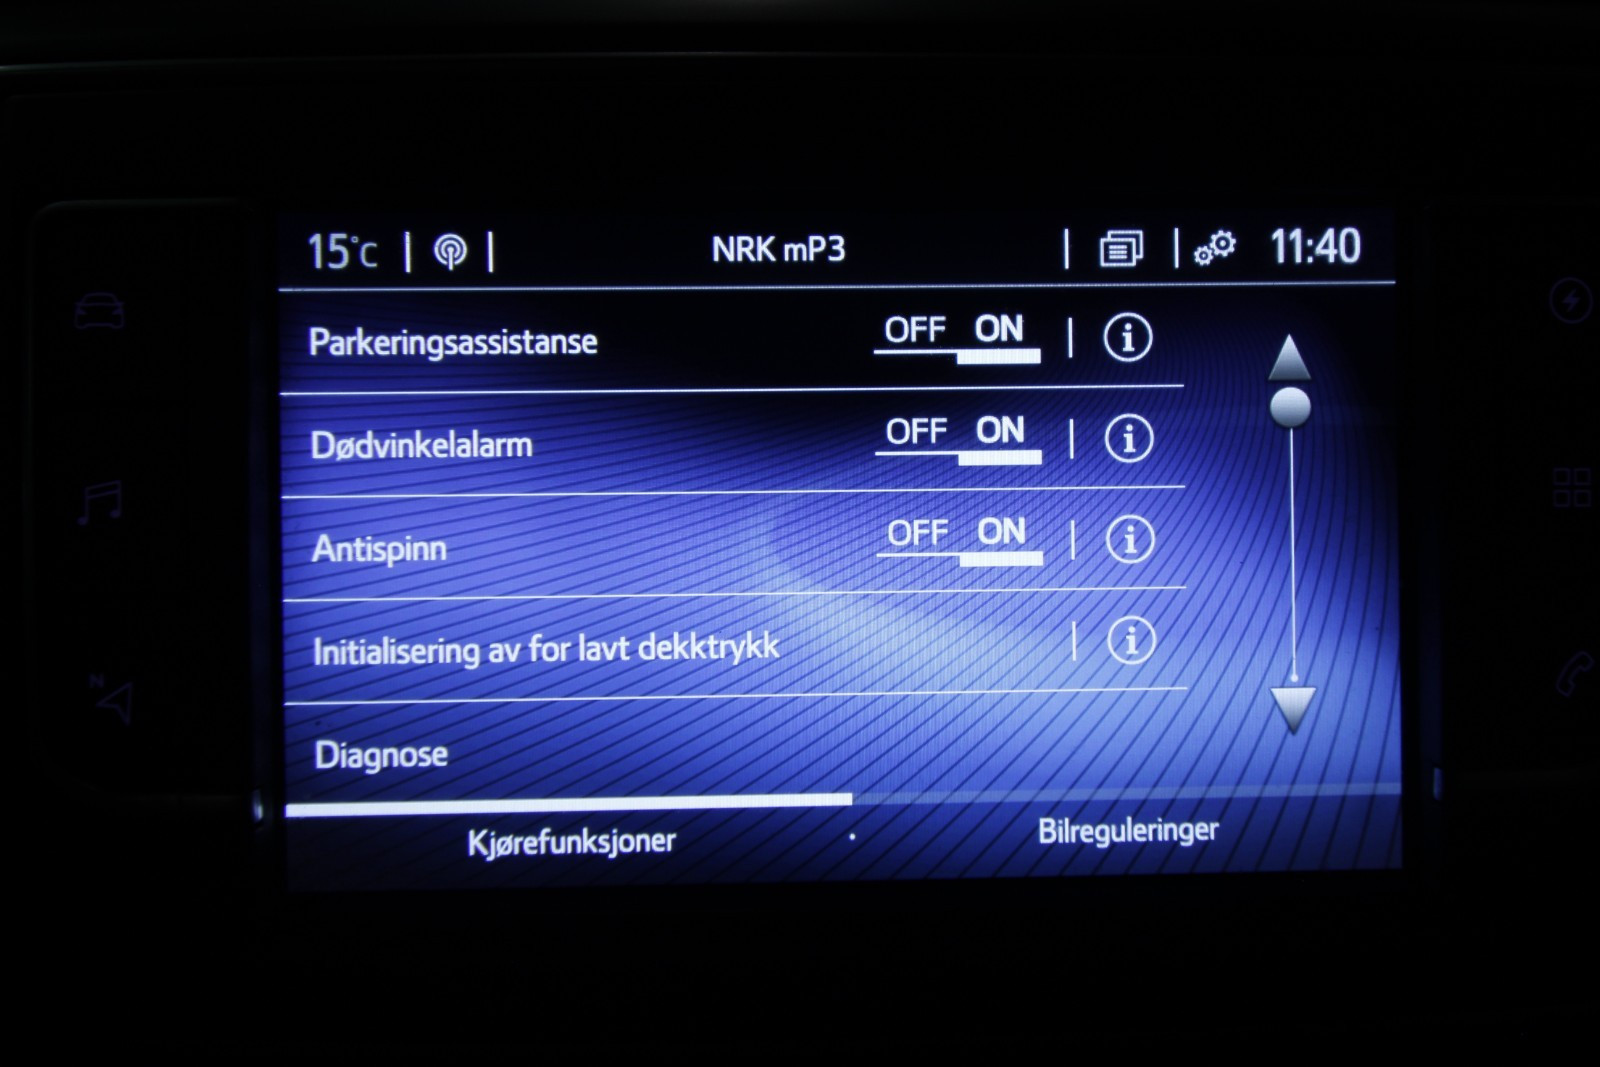 15°C NRK mP3 11:40
Parkeringsassistanse OFF ON
Dødvinkelalarm OFF ON
Antispinn OFF ON
Initialisering av for lavt dekktrykk
Diagnose
Kjørefunksjoner Bilreguleringer
N